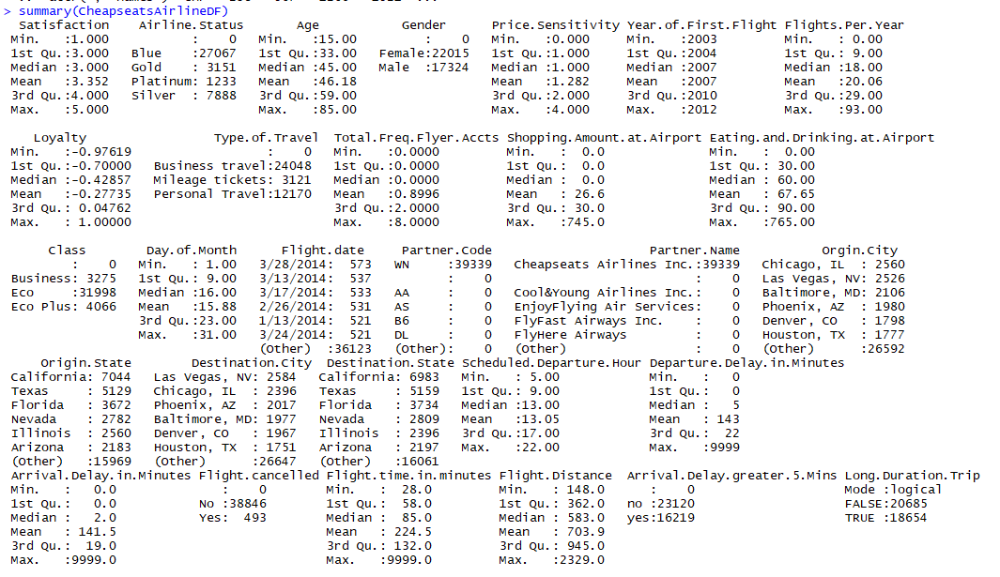 > summary(CheapseatsAirlineDF)
Satisfaction Airline.Status Age Gender Price.Sensitivity Year.of.First.Flight Flights.Per.Year
Min. :1.000 : 0 Min. :15.00 : 0 Min. :0.000 Min. :2003 Min. : 0.00
1st Qu.:3.000 Blue :27067 1st Qu.:33.00 Female:22015 1st Qu.:1.000 1st Qu.:2004 1st Qu.: 9.00
Median :3.000 Gold : 3151 Median :45.00 Male :17324 Median :1.000 Median :2007 Median :18.00
Mean :3.352 Platinum: 1233 Mean :46.18 Mean :1.282 Mean :2007 Mean :20.06
3rd Qu.:4.000 Silver : 7888 3rd Qu.:59.00 3rd Qu.:2.000 3rd Qu.:2010 3rd Qu.:29.00
Max. :5.000 Max. :85.00 Max. :4.000 Max. :2012 Max. :93.00
Loyalty Type.of.Travel Total.Freq.Flyer.Accts Shopping.Amount.at.Airport Eating.and.Drinking.at.Airport
Min. :-0.97619 : 0 Min. :0.0000 Min. : 0.0 Min. : 0.00
1st Qu.:-0.70000 Business travel:24048 1st Qu.:0.0000 1st Qu.: 0.0 1st Qu.: 30.00
Median :-0.42857 Mileage tickets: 3121 Median :0.0000 Median : 0.0 Median : 60.00
Mean :-0.27735 Personal Travel:12170 Mean :0.8996 Mean : 26.6 Mean : 67.65
3rd Qu.: 0.04762 3rd Qu.:2.0000 3rd Qu.: 30.0 3rd Qu.: 90.00
Max. : 1.00000 Max. :8.0000 Max. :745.0 Max. :765.00
Class Day.of.Month Flight.date Partner.Code Partner.Name Orgin.City
: 0 Min. : 1.00 3/28/2014: 573 WN :39339 Cheapseats Airlines Inc.:39339 Chicago, IL : 2560
Business: 3275 1st Qu.: 9.00 3/13/2014: 537 : 0 : 0 Las Vegas, NV: 2526
Eco :31998 Median :16.00 3/17/2014: 533 AA : 0 Cool&Young Airlines Inc.: 0 Baltimore, MD: 2106
Eco Plus: 4066 Mean :15.88 2/26/2014: 531 AS : 0 EnjoyFlying Air Services: 0 Phoenix, AZ : 1980
3rd Qu.:23.00 1/13/2014: 521 B6 : 0 FlyFast Airways Inc. : 0 Denver, CO : 1798
Max. :31.00 3/24/2014: 521 DL : 0 FlyHere Airways : 0 Houston, TX : 1777
(Other) :36123 (Other): 0 (Other) : 0 (Other) :26592
Origin.State Destination.City Destination.State Scheduled.Departure.Hour Departure.Delay.in.Minutes
California: 7044 Las Vegas, NV: 2584 California: 6983 Min. : 5.00 Min. : 0
Texas : 5129 Chicago, IL : 2396 Texas : 5159 1st Qu.: 9.00 1st Qu.: 0
Florida : 3672 Phoenix, AZ : 2017 Florida : 3734 Median :13.00 Median : 5
Nevada : 2782 Baltimore, MD: 1977 Nevada : 2809 Mean :13.05 Mean : 143
Illinois : 2560 Denver, CO : 1967 Illinois : 2396 3rd Qu.:17.00 3rd Qu.: 22
Arizona : 2183 Houston, TX : 1751 Arizona : 2197 Max. :22.00 Max. :9999
(Other) :15969 (Other) :26647 (Other) :16061
Arrival.Delay.in.Minutes Flight.cancelled Flight.time.in.minutes Flight.Distance Arrival.Delay.greater.5.Mins Long.Duration.Trip
Min. : 0.0 : 0 Min. : 28.0 Min. : 148.0 : 0 Mode :logical
1st Qu.: 0.0 No :38846 1st Qu.: 58.0 1st Qu.: 362.0 no :23120 FALSE:20685
Median : 2.0 Yes: 493 Median : 85.0 Median : 583.0 yes:16219 TRUE :18654
Mean : 141.5 Mean : 224.5 Mean : 703.9
3rd Qu.: 19.0 3rd Qu.: 132.0 3rd Qu.: 945.0
Max. :9999.0 Max. :9999.0 Max. :2329.0